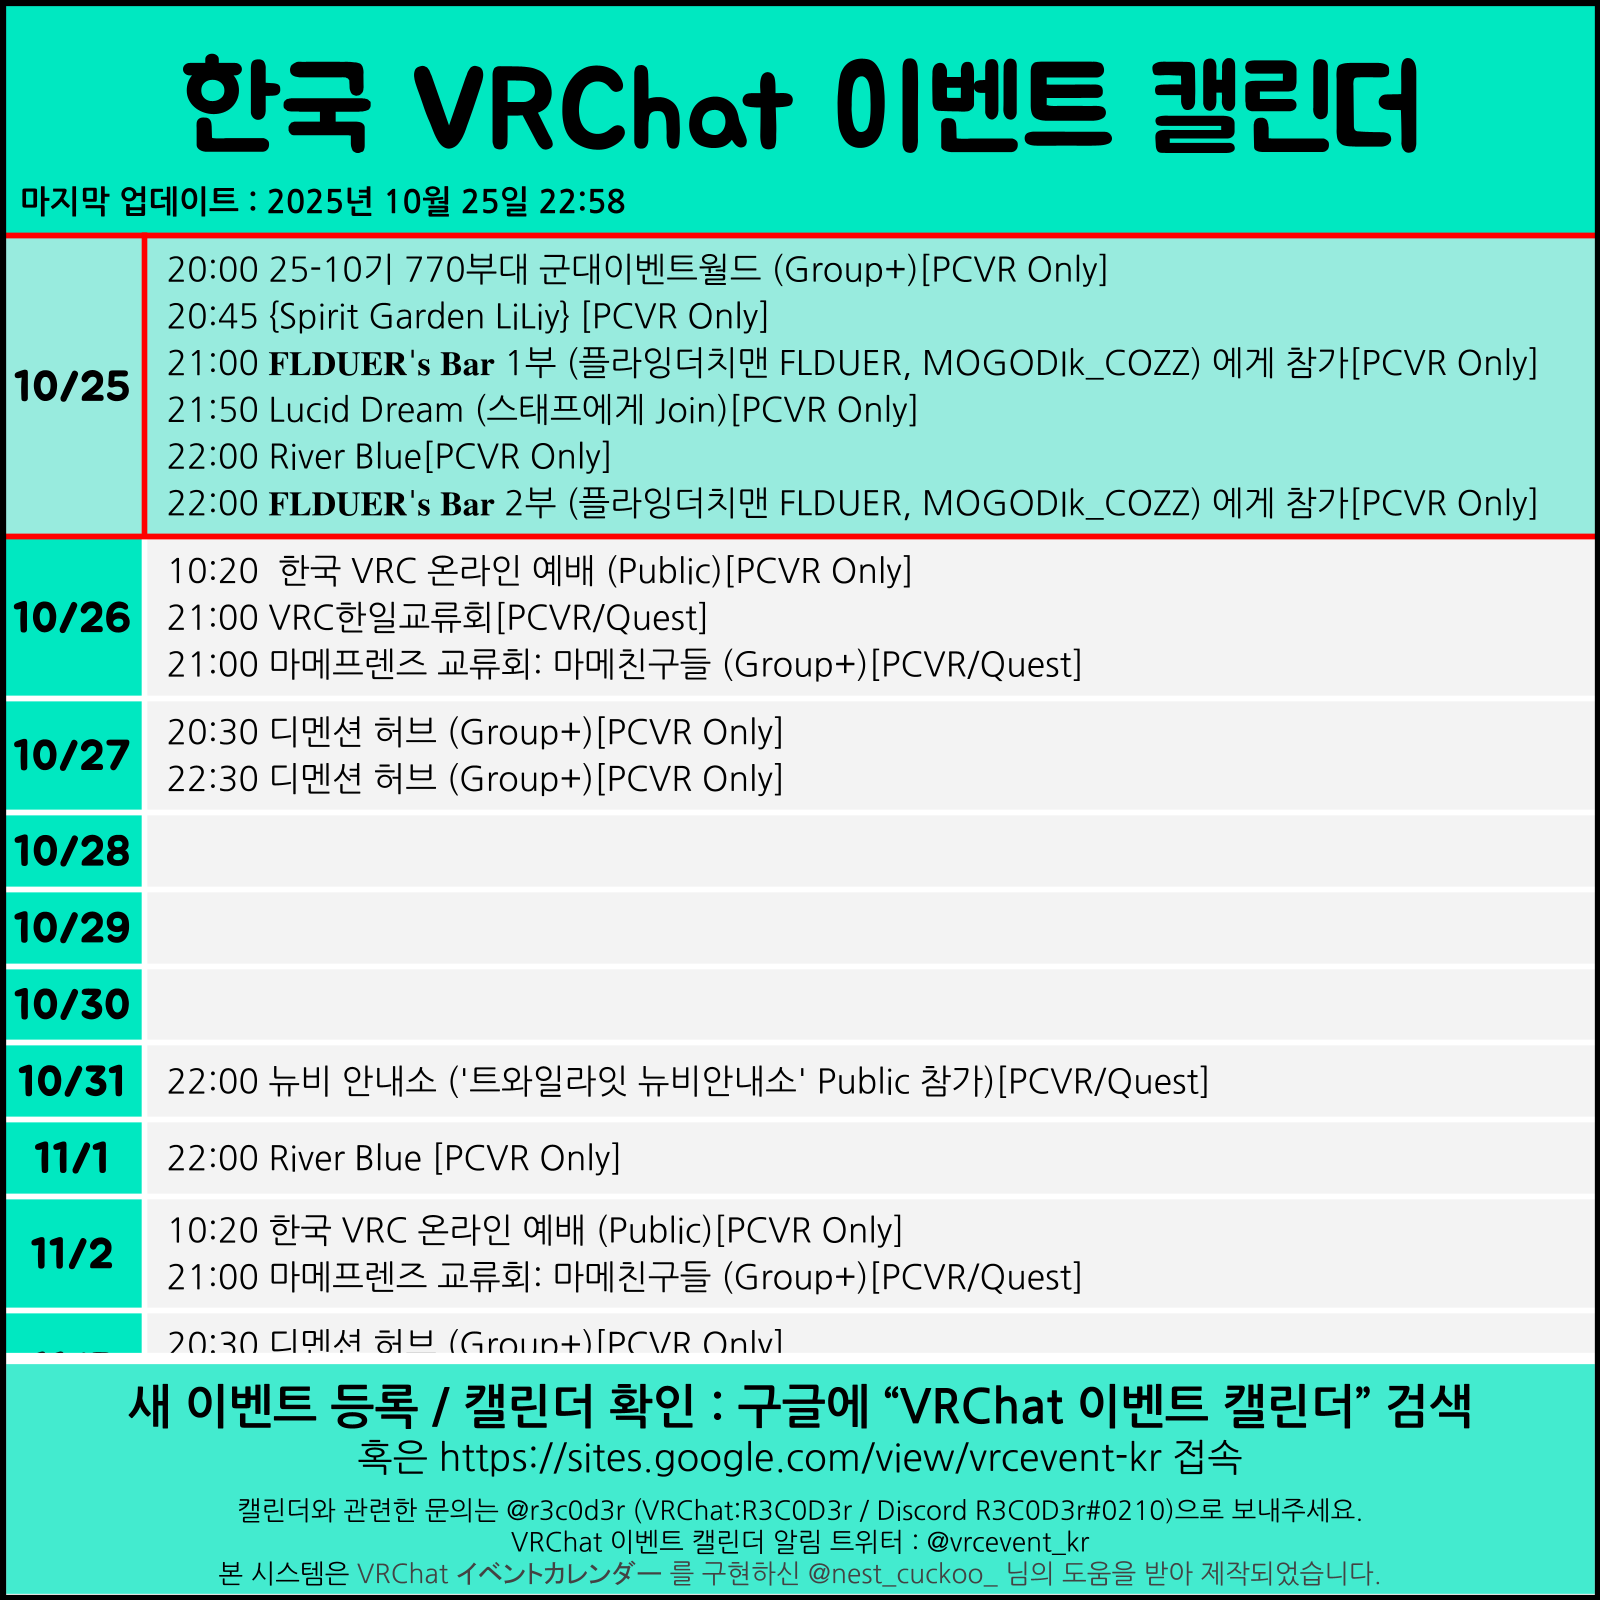 한국 VRChat 이벤트 캘린더
마지막 업데이트 : 2025년 10월 25일 22:58
10/25
20:00 25-10기 770부대 군대이벤트월드 (Group+)[PCVR Only]
20:45 {Spirit Garden LiLiy} [PCVR Only]
21:00 FLDUER's Bar 1부 (플라잉더치맨 FLDUER, MOGODIk_COZZ) 에게 참가[PCVR Only]
21:50 Lucid Dream (스태프에게 Join)[PCVR Only]
22:00 River Blue[PCVR Only]
22:00 FLDUER's Bar 2부 (플라잉더치맨 FLDUER, MOGODIk_COZZ) 에게 참가[PCVR Only]
10/26
10:20 한국 VRC 온라인 예배 (Public)[PCVR Only]
21:00 VRC한일교류회[PCVR/Quest]
21:00 마메프렌즈 교류회: 마메친구들 (Group+)[PCVR/Quest]
10/27
20:30 디멘션 허브 (Group+)[PCVR Only]
22:30 디멘션 허브 (Group+)[PCVR Only]
10/28
10/29
10/30
10/31
22:00 뉴비 안내소 ('트와일라잇 뉴비안내소' Public 참가)[PCVR/Quest]
11/1
22:00 River Blue [PCVR Only]
11/2
10:20 한국 VRC 온라인 예배 (Public)[PCVR Only]
21:00 마메프렌즈 교류회: 마메친구들 (Group+)[PCVR/Quest]
20:30 디멘션 허브 (Group+)[PCVR Only]
새 이벤트 등록 / 캘린더 확인 : 구글에 “VRChat 이벤트 캘린더” 검색
혹은 https://sites.google.com/view/vrcevent-kr 접속
캘린더와 관련한 문의는 @r3c0d3r (VRChat:R3C0D3r / Discord R3C0D3r#0210)으로 보내주세요.
VRChat 이벤트 캘린더 알림 트위터 : @vrcevent_kr
본 시스템은 VRChat イベントカレンダー 를 구현하신 @nest_cuckoo_ 님의 도움을 받아 제작되었습니다.